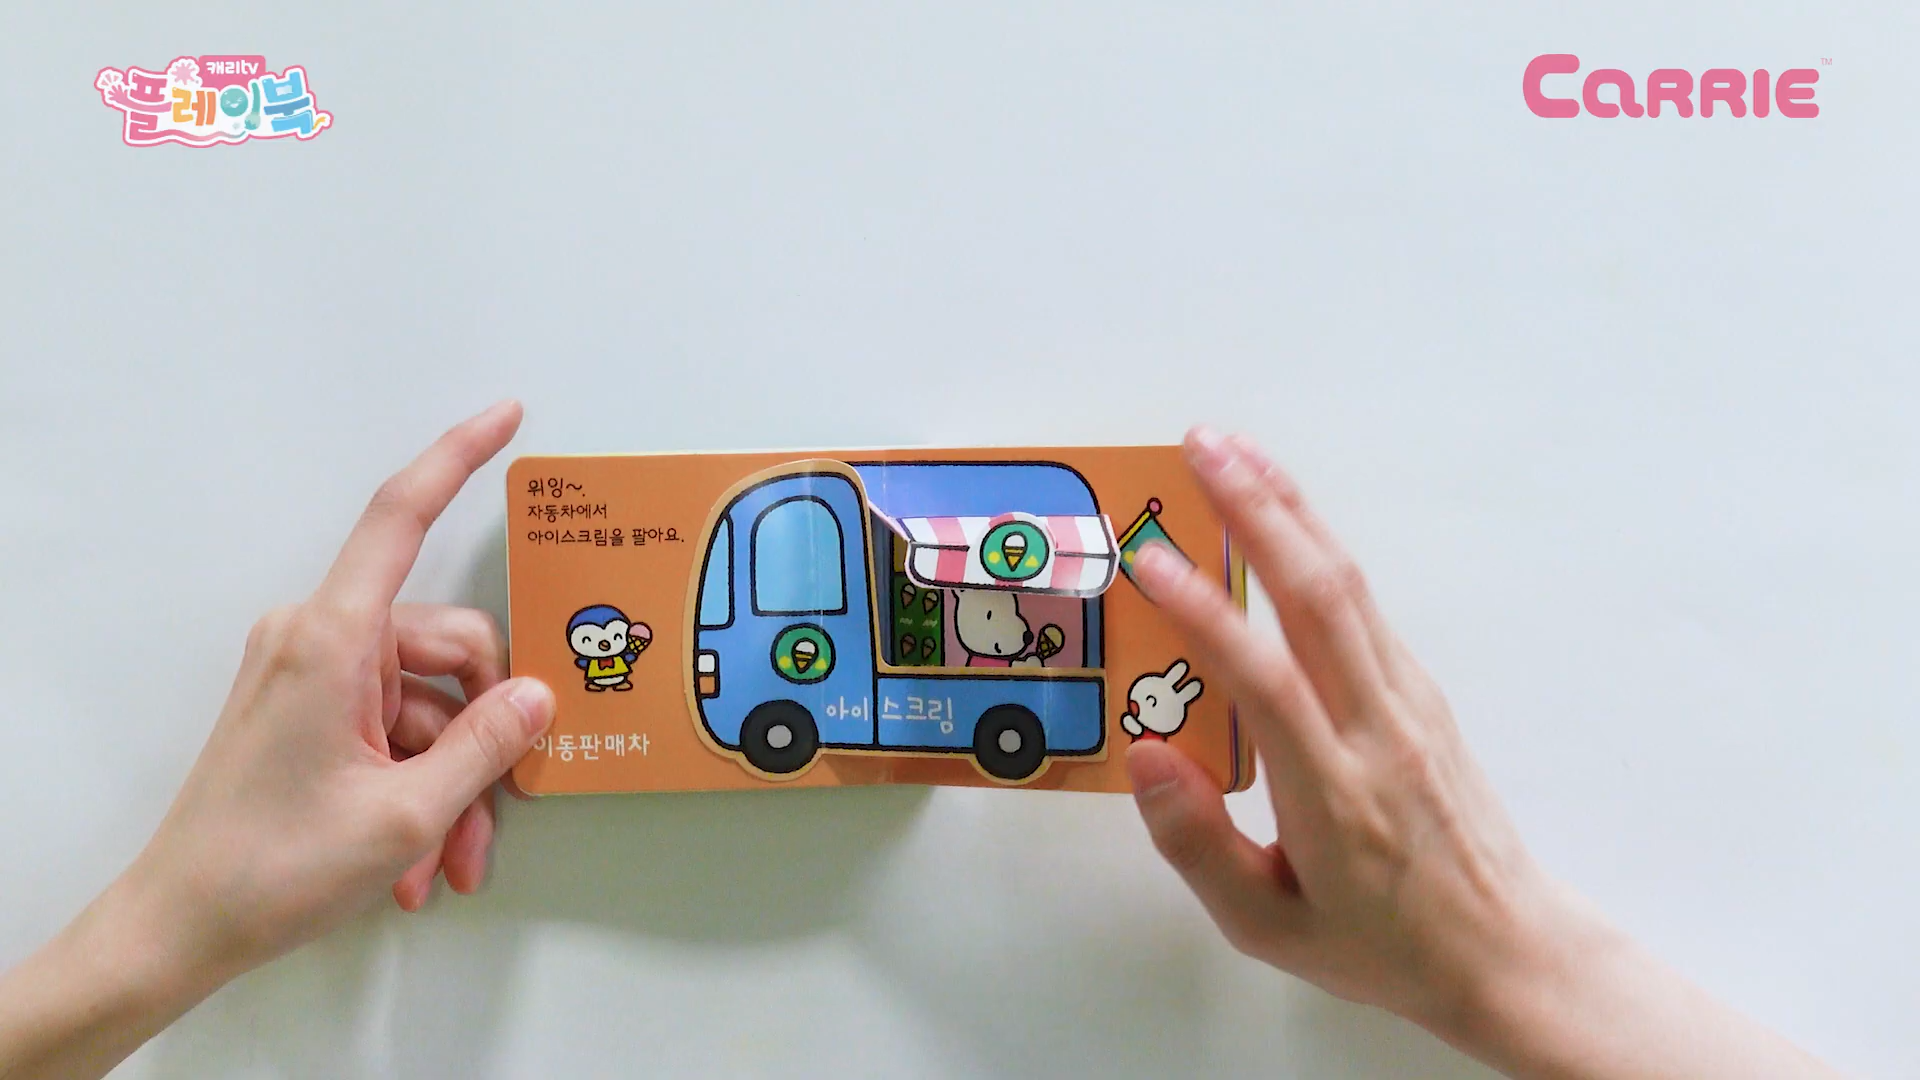 캐리tv
플레이북
CARRIE™
위잉~.
자동차에서
아이스크림을 팔아요.
아이스크림
이동판매차